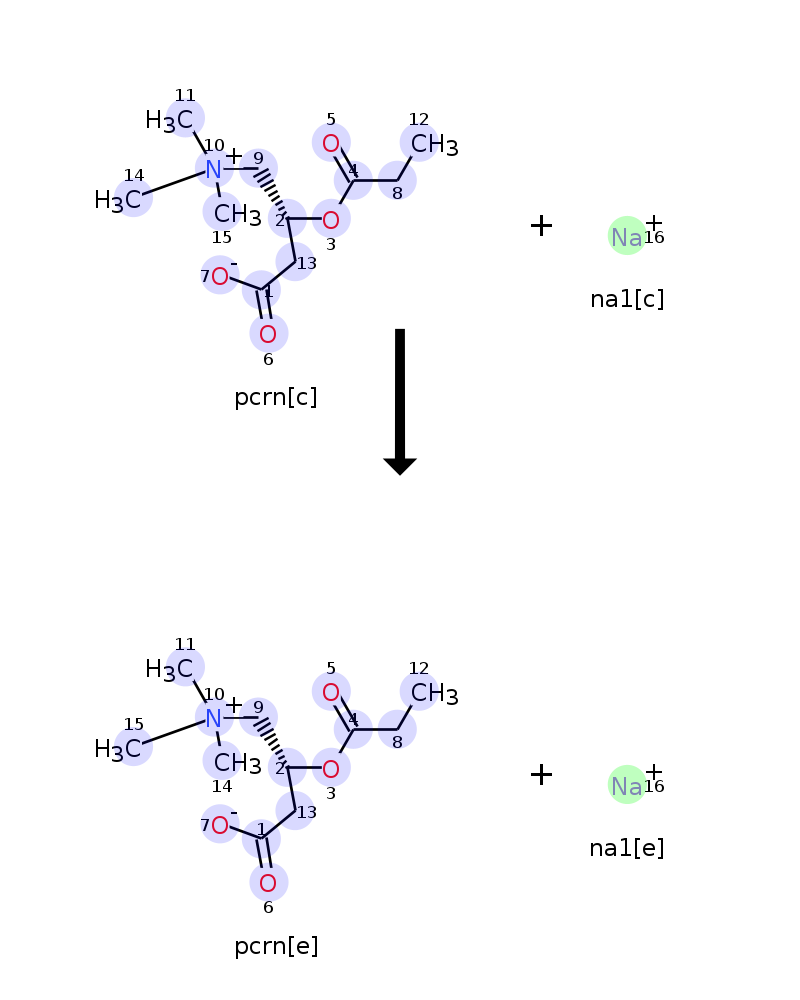 11
H3C
5
12
O
CH3
10
9
+
N
4
14
H3C
8
CH3
2
O
15
3
13
-
7O
1
O
6
+
Na+
16
na1[c]
pcrn[c]
11
H3C
5
12
O
CH3
10
9
+
N
4
15
H3C
8
CH3
2
O
14
3
13
-
7O
1
O
6
+
Na+
16
na1[e]
pcrn[e]